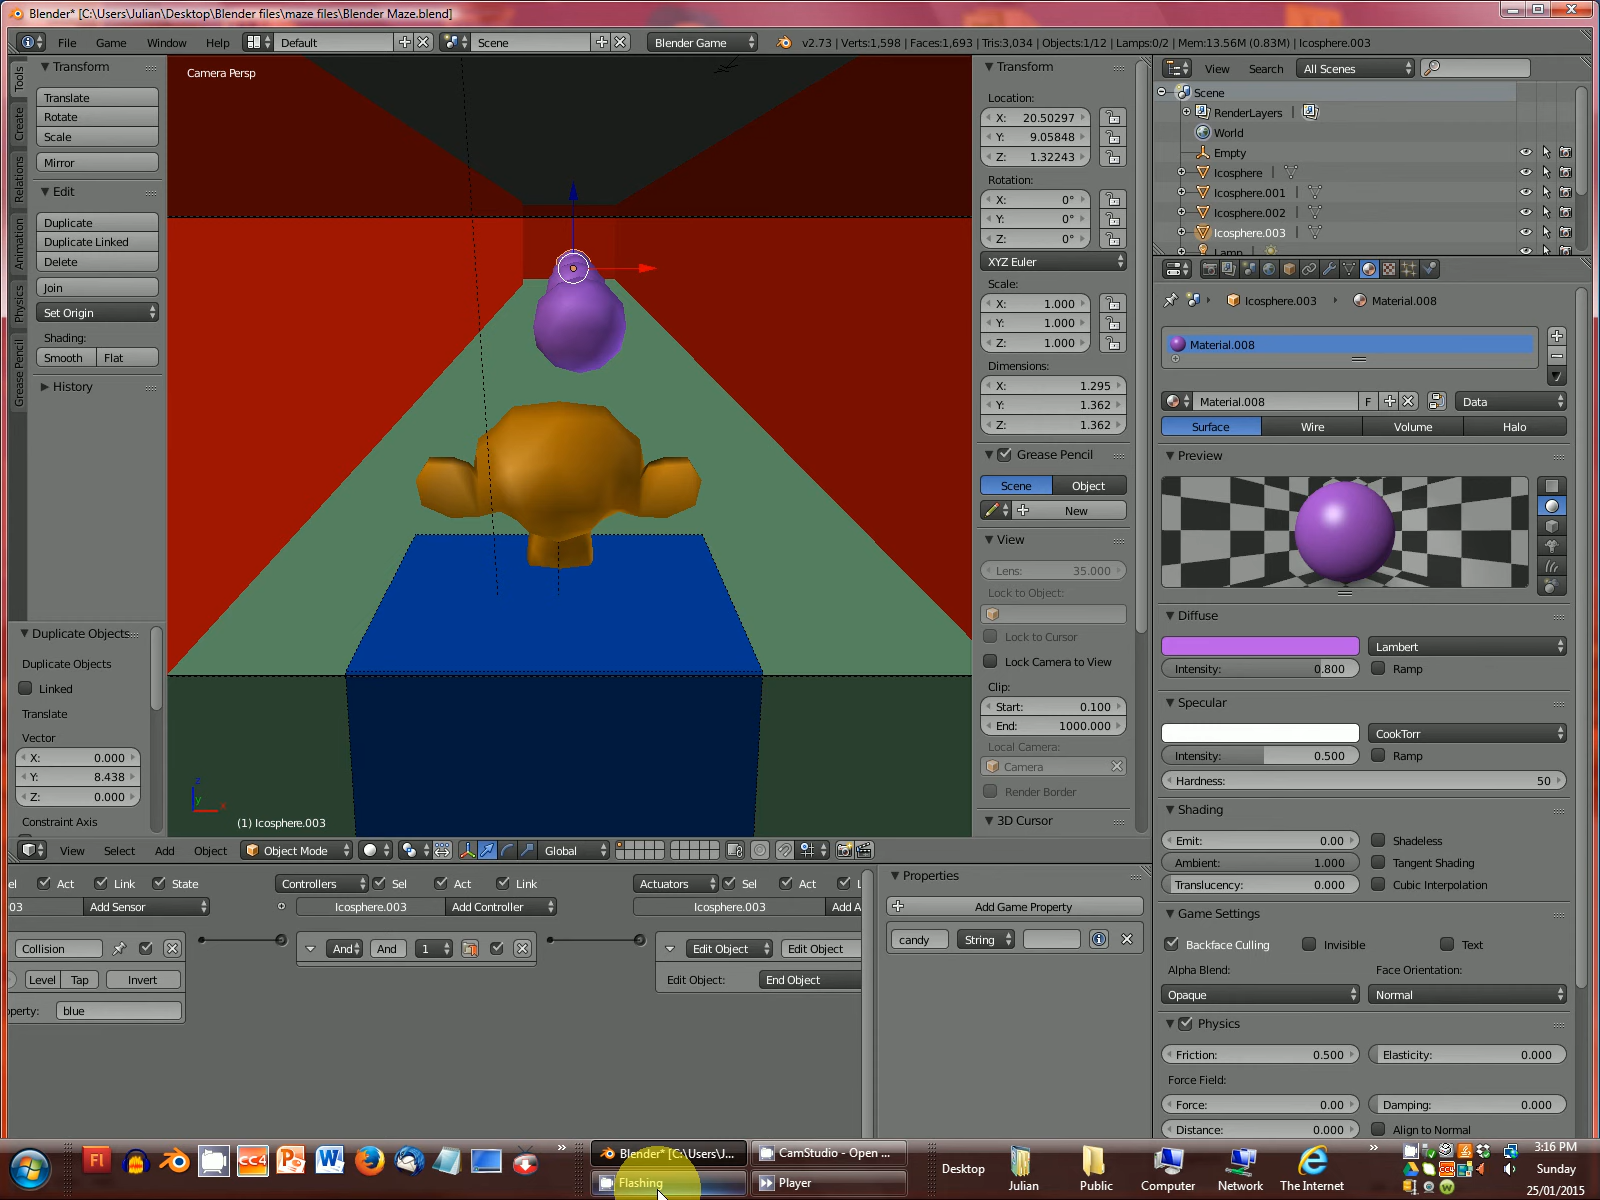 Blender* [C:\Users\Julian\Desktop\Blender files\maze files\Blender Maze.blend]
File Game Window Help Default Scene Blender Game v2.73 | Verts:1,598 | Faces:1,693 | Tris:3,034 | Objects:1/12 | Lamps:0/2 | Mem:13.56M (0.83M) | Icosphere.003
Tools
Create
Relations
Animation
Physics
Grease Pencil
Transform
Translate
Rotate
Scale
Mirror
Edit
Duplicate
Duplicate Linked
Delete
Join
Set Origin
Shading:
Smooth Flat
History
Duplicate Objects
Duplicate Objects
Linked
Translate
Vector
X: 0.000
Y: 8.438
Z: 0.000
Constraint Axis
Camera Persp
z
y
x
(1) Icosphere.003
Transform
Location:
X: 20.50297
Y: 9.05848
Z: 1.32243
Rotation:
X: 0°
Y: 0°
Z: 0°
XYZ Euler
Scale:
X: 1.000
Y: 1.000
Z: 1.000
Dimensions:
X: 1.295
Y: 1.362
Z: 1.362
Grease Pencil
Scene Object
New
View
Lens: 35.000
Lock to Object:
Lock to Cursor
Lock Camera to View
Clip:
Start: 0.100
End: 1000.000
Local Camera:
Camera
Render Border
3D Cursor
View Search All Scenes
Scene
RenderLayers
World
Empty
Icosphere
Icosphere.001
Icosphere.002
Icosphere.003
Lamp
Icosphere.003 Material.008
Material.008
Material.008 F Data
Surface Wire Volume Halo
Preview
Diffuse
Lambert
Intensity: 0.800 Ramp
Specular
CookTorr
Intensity: 0.500 Ramp
Hardness: 50
Shading
Emit: 0.00 Shadeless
Ambient: 1.000 Tangent Shading
Translucency: 0.000 Cubic Interpolation
Game Settings
Backface Culling Invisible Text
Alpha Blend: Face Orientation:
Opaque Normal
Physics
Friction: 0.500 Elasticity: 0.000
Force Field:
Force: 0.00 Damping: 0.000
Distance: 0.000 Align to Normal
View Select Add Object Object Mode Global
el Act Link State Controllers Sel Act Link Actuators Sel Act L
03 Add Sensor Icosphere.003 Add Controller Icosphere.003 Add A
Collision And And 1 Edit Object Edit Object
Level Tap Invert Edit Object: End Object
operty: blue
Properties
Add Game Property
candy String
Fl CC4 P W
Blender* [C:\Users\J... CamStudio - Open ...
Flashing Player
Desktop Julian Public Computer Network The Internet
3:16 PM
Sunday
25/01/2015